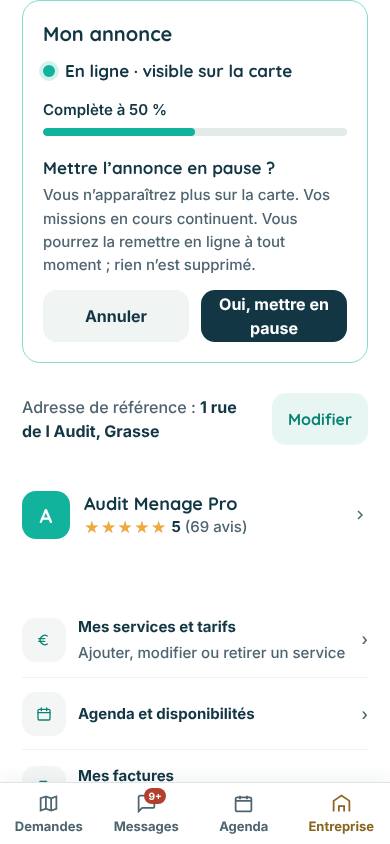 Mon annonce
En ligne · visible sur la carte
Complète à 50 %
Mettre l’annonce en pause ?
Vous n’apparaîtrez plus sur la carte. Vos
missions en cours continuent. Vous
pourrez la remettre en ligne à tout
moment ; rien n’est supprimé.
Annuler
Oui, mettre en
pause
Adresse de référence : 1 rue
de l Audit, Grasse
Modifier
A
Audit Menage Pro
★★★★★ 5 (69 avis)
Mes services et tarifs
€
Ajouter, modifier ou retirer un service
Agenda et disponibilités
Mes factures
9+
Demandes
Messages
Agenda
Entreprise